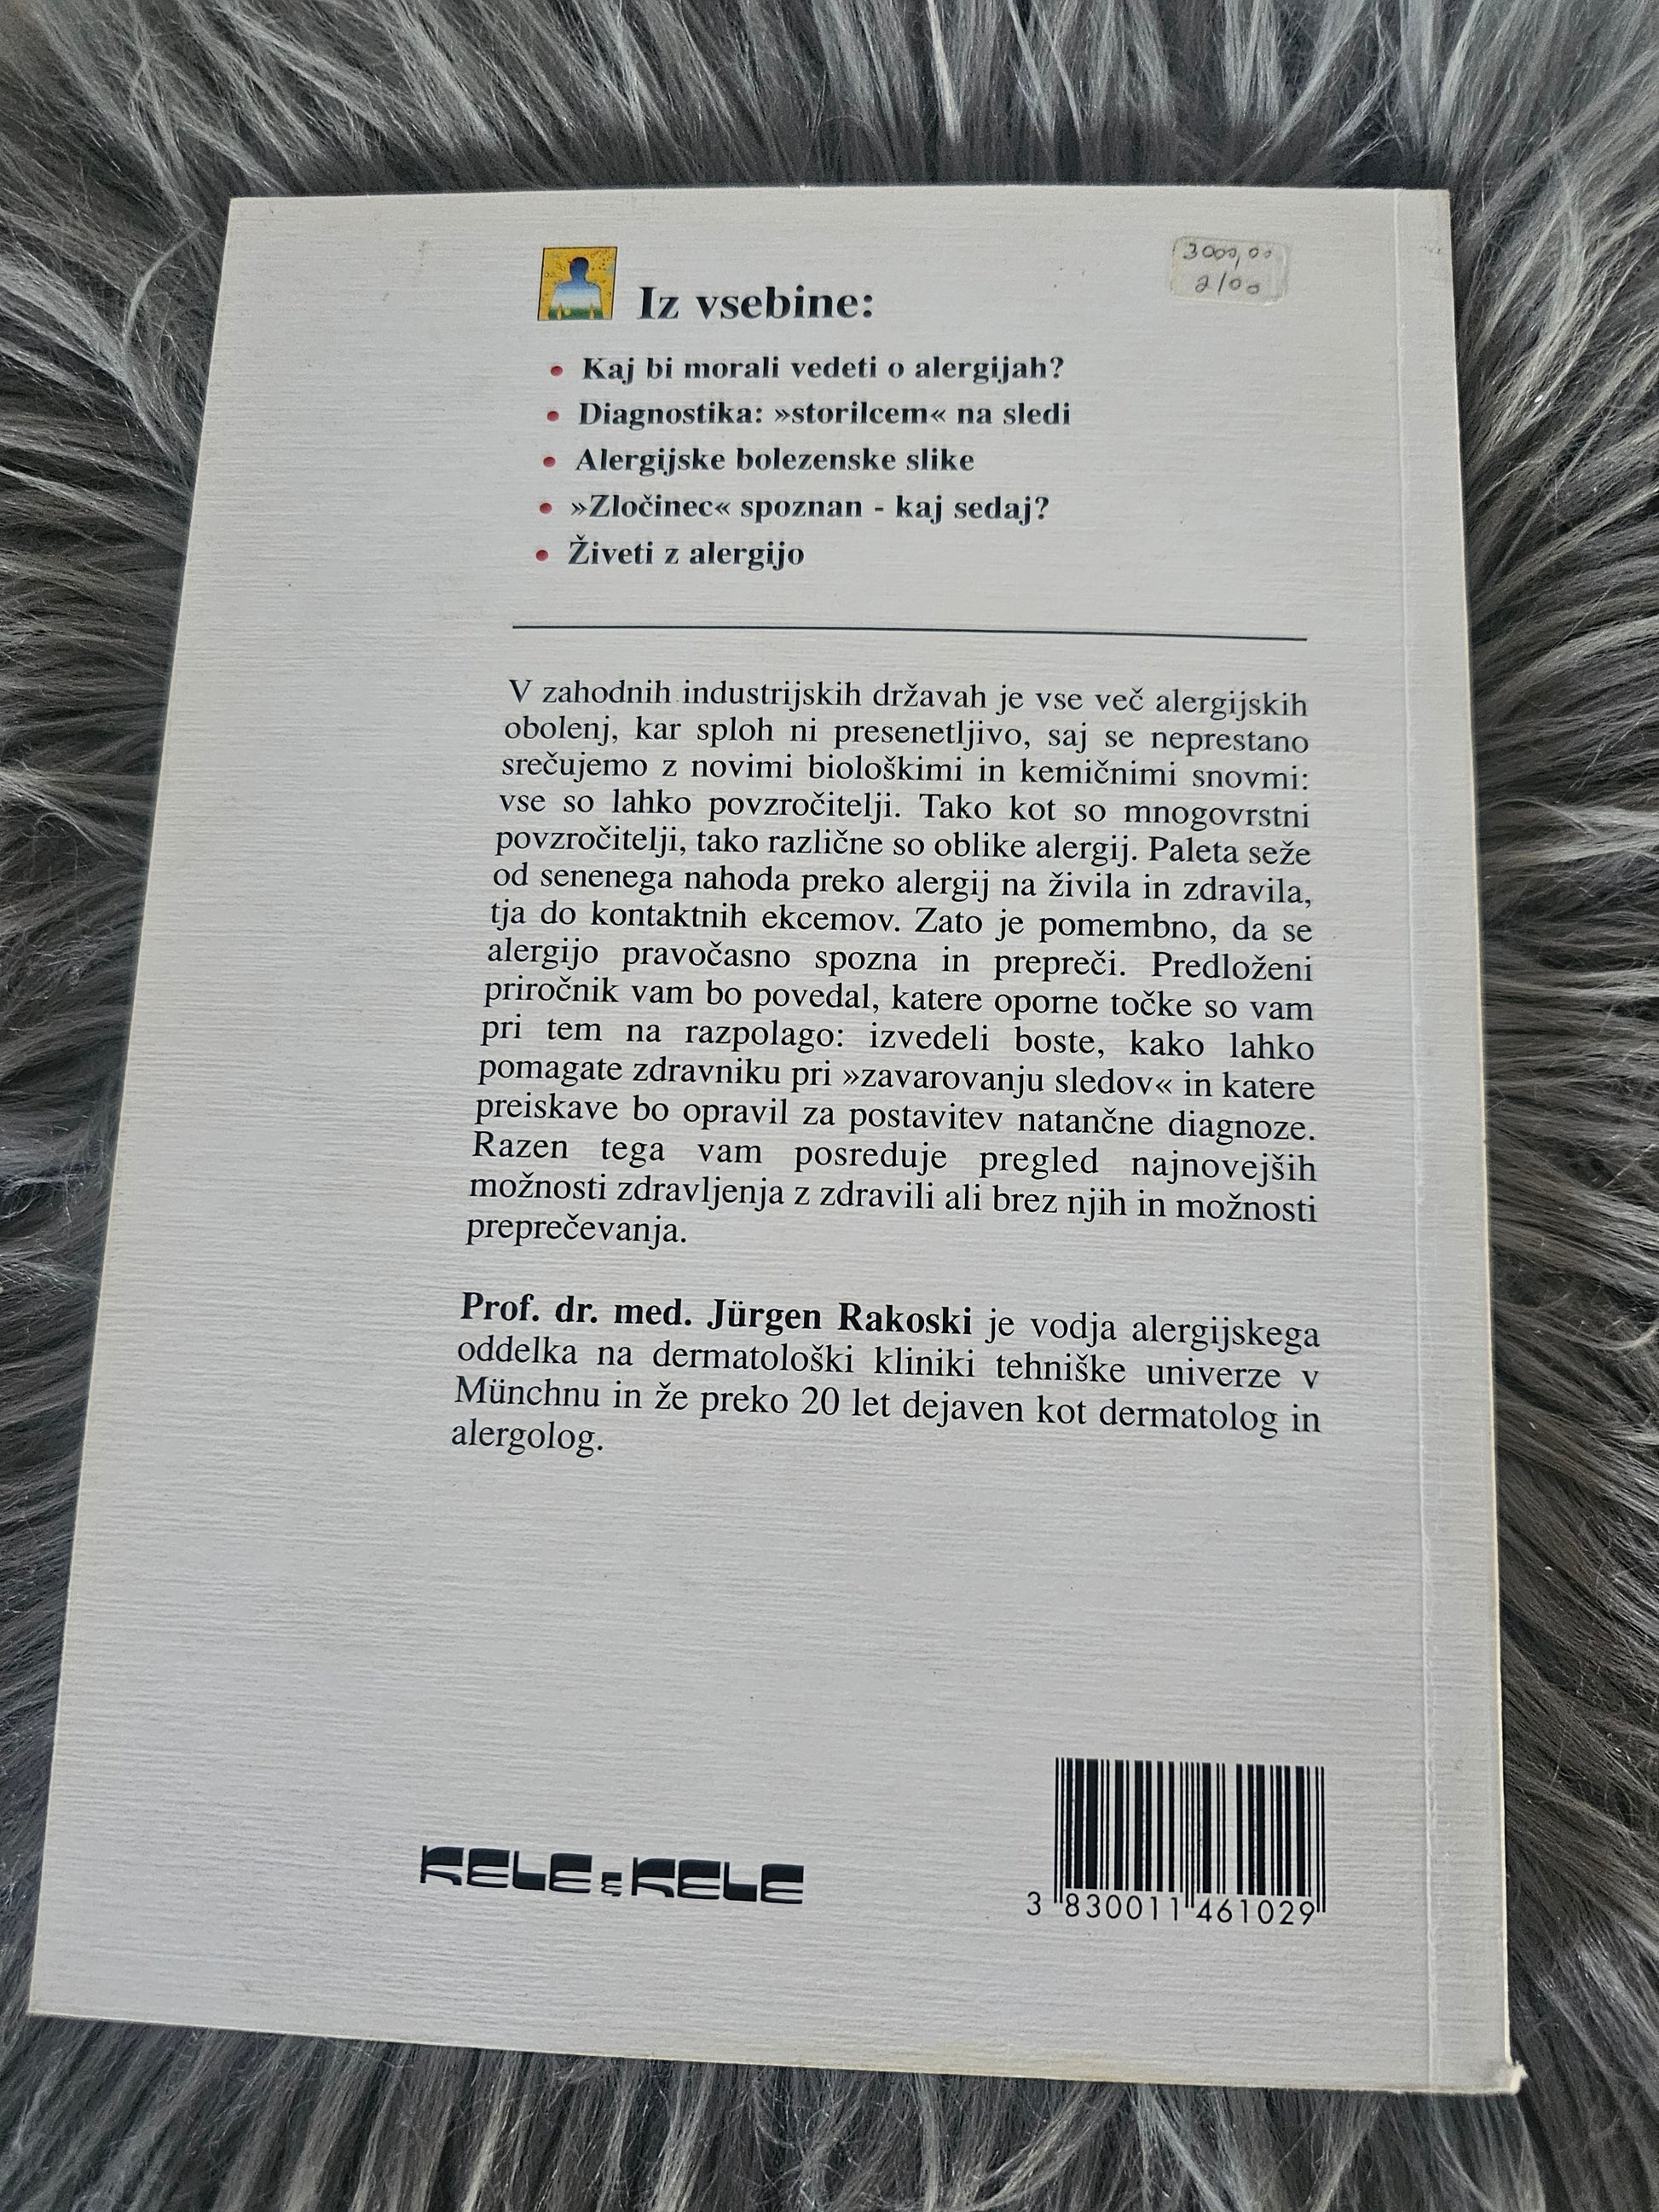 3000,00
2/00
Iz vsebine:
• Kaj bi morali vedeti o alergijah?
• Diagnostika: »storilcem« na sledi
• Alergijske bolezenske slike
• »Zločinec« spoznan - kaj sedaj?
• Živeti z alergijo
V zahodnih industrijskih državah je vse več alergijskih
obolenj, kar sploh ni presenetljivo, saj se neprestano
srečujemo z novimi biološkimi in kemičnimi snovmi:
vse so lahko povzročitelji. Tako kot so mnogovrstni
povzročitelji, tako različne so oblike alergij. Paleta seže
od senenega nahoda preko alergij na živila in zdravila,
tja do kontaktnih ekcemov. Zato je pomembno, da se
alergijo pravočasno spozna in prepreči. Predloženi
priročnik vam bo povedal, katere oporne točke so vam
pri tem na razpolago: izvedeli boste, kako lahko
pomagate zdravniku pri »zavarovanju sledov« in katere
preiskave bo opravil za postavitev natančne diagnoze.
Razen tega vam posreduje pregled najnovejših
možnosti zdravljenja z zdravili ali brez njih in možnosti
preprečevanja.
Prof. dr. med. Jürgen Rakoski je vodja alergijskega
oddelka na dermatološki kliniki tehniške univerze v
Münchnu in že preko 20 let dejaven kot dermatolog in
alergolog.
KELE & KELE
3 830011 461029